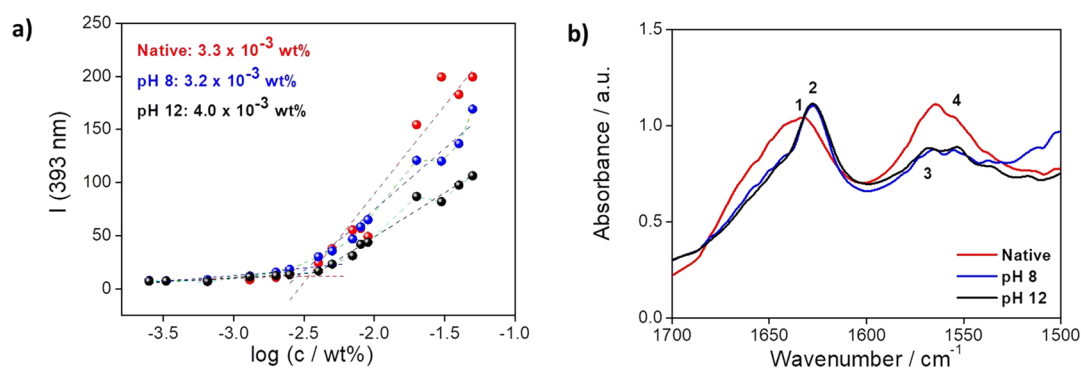 a)
250
200
150
100
50
0
I (393 nm)
Native: 3.3 x 10-3 wt%
pH 8: 3.2 x 10-3 wt%
pH 12: 4.0 x 10-3 wt%
-3.5 -3.0 -2.5 -2.0 -1.5 -1.0
log (c / wt%)
b)
1.5
1.0
0.5
0.0
Absorbance / a.u.
1 2 4
3
Native
pH 8
pH 12
1700 1650 1600 1550 1500
Wavenumber / cm-1